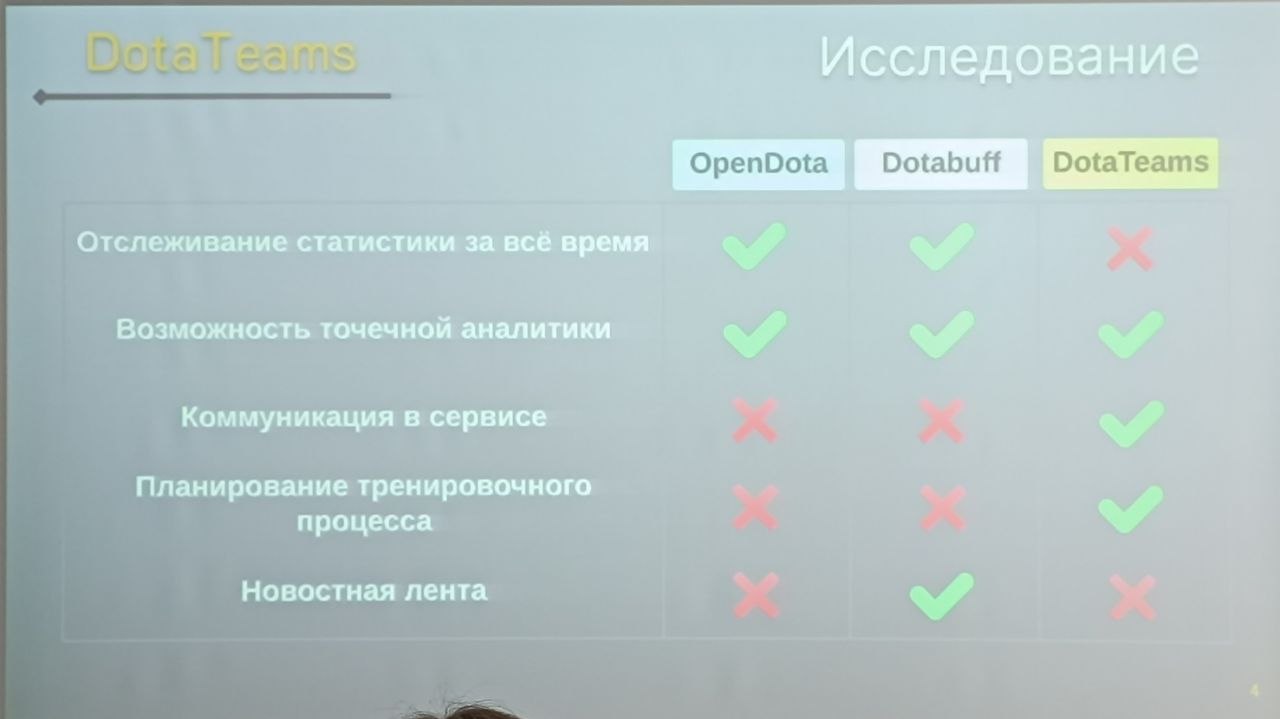 DotaTeams
Исследование
OpenDota Dotabuff DotaTeams
Отслеживание статистики за всё время
Возможность точечной аналитики
Коммуникация в сервисе
Планирование тренировочного
процесса
Новостная лента
4